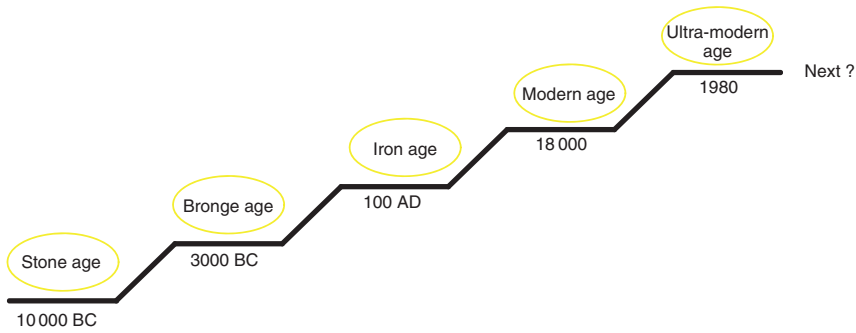 Stone age
10 000 BC
Bronge age
3000 BC
Iron age
100 AD
Modern age
18 000
Ultra-modern
age
1980
Next ?